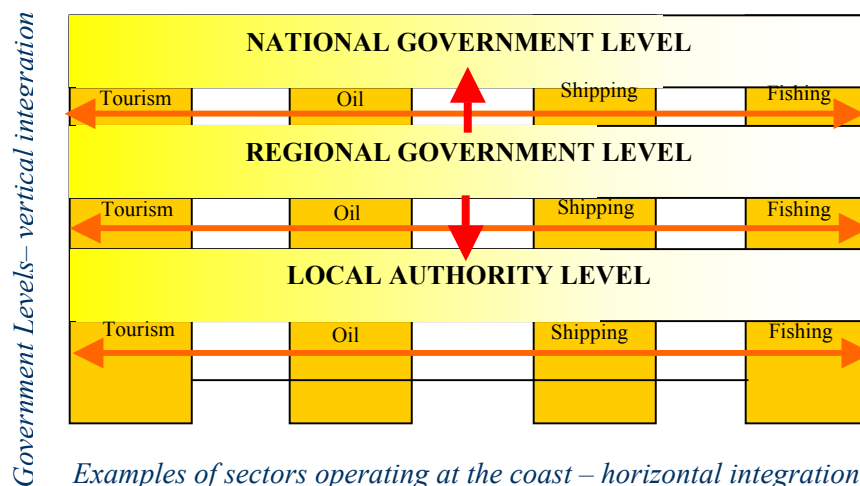 Government Levels– vertical integration
NATIONAL GOVERNMENT LEVEL
Tourism Oil Shipping Fishing
REGIONAL GOVERNMENT LEVEL
Tourism Oil Shipping Fishing
LOCAL AUTHORITY LEVEL
Tourism Oil Shipping Fishing
Examples of sectors operating at the coast – horizontal integration